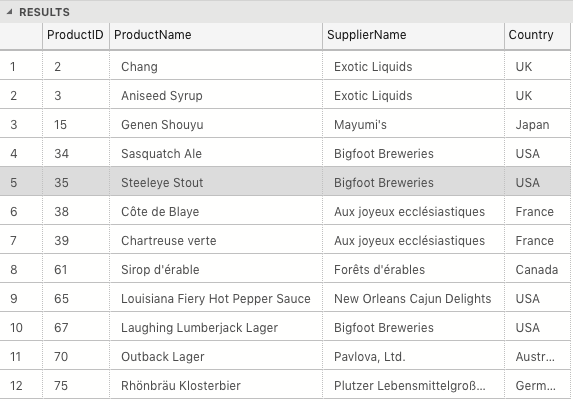 RESULTS
ProductID ProductName SupplierName Country
1 2 Chang Exotic Liquids UK
2 3 Aniseed Syrup Exotic Liquids UK
3 15 Genen Shouyu Mayumi's Japan
4 34 Sasquatch Ale Bigfoot Breweries USA
5 35 Steeleye Stout Bigfoot Breweries USA
6 38 Côte de Blaye Aux joyeux ecclésiastiques France
7 39 Chartreuse verte Aux joyeux ecclésiastiques France
8 61 Sirop d'érable Forêts d'érables Canada
9 65 Louisiana Fiery Hot Pepper Sauce New Orleans Cajun Delights USA
10 67 Laughing Lumberjack Lager Bigfoot Breweries USA
11 70 Outback Lager Pavlova, Ltd. Austr...
12 75 Rhönbräu Klosterbier Plutzer Lebensmittelgroß... Germ...